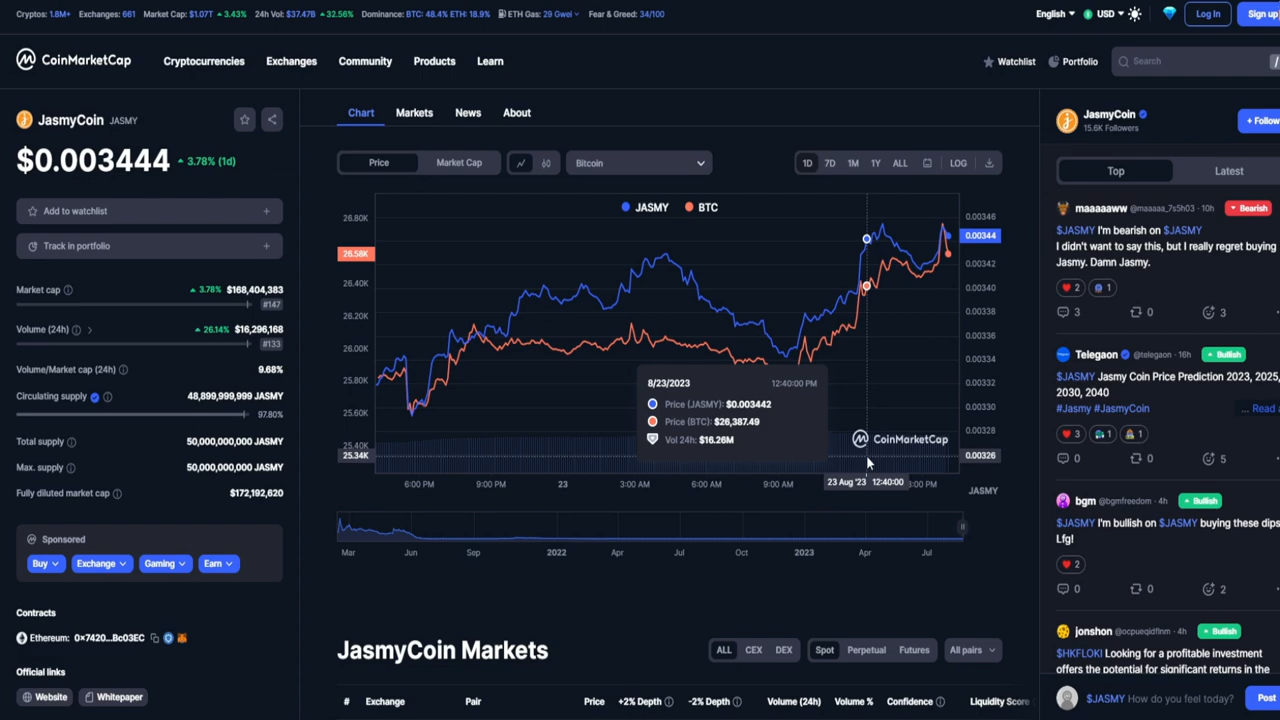 Cryptos: 1.8M+ Exchanges: 661 Market Cap: $1.07T 3.43% 24h Vol: $37.47B 32.56% Dominance: BTC: 48.4% ETH: 18.9% ETH Gas: 29 Gwei Fear & Greed: 34/100
English USD Log In Sign up
CoinMarketCap Cryptocurrencies Exchanges Community Products Learn
Watchlist Portfolio Search /
JasmyCoin JASMY
$0.003444 3.78% (1d)
Add to watchlist +
Track in portfolio +
Market cap 3.78% $168,404,383
#147
Volume (24h) 26.14% $16,296,168
#133
Volume/Market cap (24h) 9.68%
Circulating supply 48,899,999,999 JASMY
97.80%
Total supply 50,000,000,000 JASMY
Max. supply 50,000,000,000 JASMY
Fully diluted market cap $172,192,620
Sponsored
Buy Exchange Gaming Earn
Contracts
Ethereum: 0x7420...Bc03EC
Official links
Website Whitepaper
Chart Markets News About
Price Market Cap Bitcoin 1D 7D 1M 1Y ALL LOG
JASMY BTC
26.80K
26.58K
26.40K
26.20K
26.00K
25.80K
25.60K
25.40K
25.34K
0.00346
0.00344
0.00342
0.00340
0.00338
0.00336
0.00334
0.00332
0.00330
0.00328
0.00326
8/23/2023 12:40:00 PM
Price (JASMY): $0.003442
Price (BTC): $26,387.49
Vol 24h: $16.26M
CoinMarketCap
6:00 PM 9:00 PM 23 3:00 AM 6:00 AM 9:00 AM 23 Aug '23 12:40:00 3:00 PM
JASMY
Mar Jun Sep 2022 Apr Jul Oct 2023 Apr Jul
JasmyCoin Markets ALL CEX DEX Spot Perpetual Futures All pairs
# Exchange Pair Price +2% Depth -2% Depth Volume (24h) Volume % Confidence Liquidity Score
JasmyCoin
15.6K Followers
+ Follow
Top Latest
maaaaaww @maaaaa_7s5h03 · 10h Bearish
$JASMY I'm bearish on $JASMY
I didn't want to say this, but I really regret buying
Jasmy. Damn Jasmy.
2 1
3 0 3
Telegaon @telegaon · 16h Bullish
$JASMY Jasmy Coin Price Prediction 2023, 2025,
2030, 2040
#Jasmy #JasmyCoin ... Read
3 1 1
0 0 5
bgm @bgmfreedom · 4h Bullish
$JASMY I'm bullish on $JASMY buying these dips
Lfg!
2
0 0 2
jonshon @ocpueqidflnm · 4h Bullish
$HKFLOKI Looking for a profitable investment
offers the potential for significant returns in the
$JASMY How do you feel today? Post